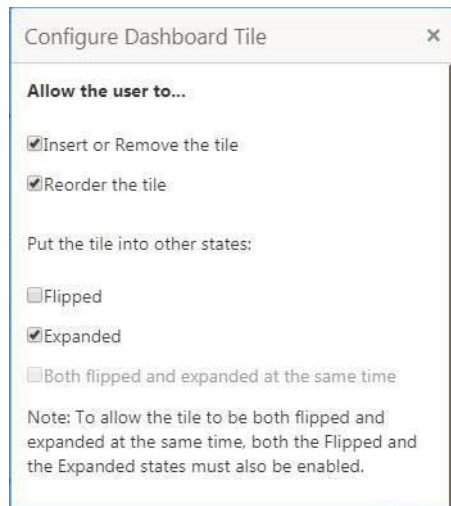 Configure Dashboard Tile
Allow the user to...
Insert or Remove the tile
Reorder the tile
Put the tile into other states:
Flipped
Expanded
Both flipped and expanded at the same time
Note: To allow the tile to be both flipped and
expanded at the same time, both the Flipped and
the Expanded states must also be enabled.